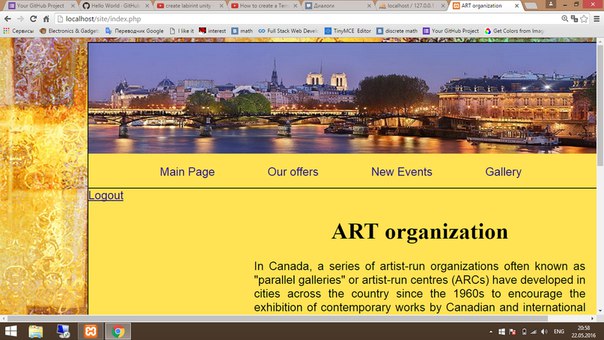 Your GitHub Project
Hello World · GitHub G
create labirint unity
How to create a Ter
Диалоги
localhost / 127.0.0.1
ART organization
localhost/site/index.php
Сервисы
Electronics & Gadge
Переводчик Google
I like it
pinterest
math
Full Stack Web Devel
TinyMCE Editor
discrete math
Your GitHub Project
Get Colors from Imag
Main Page Our offers New Events Gallery
Logout
ART organization
In Canada, a series of artist-run organizations often known as
"parallel galleries" or artist-run centres (ARCs) have developed in
cities across the country since the 1960s to encourage the
exhibition of contemporary works by Canadian and international
20:58
22.05.2016